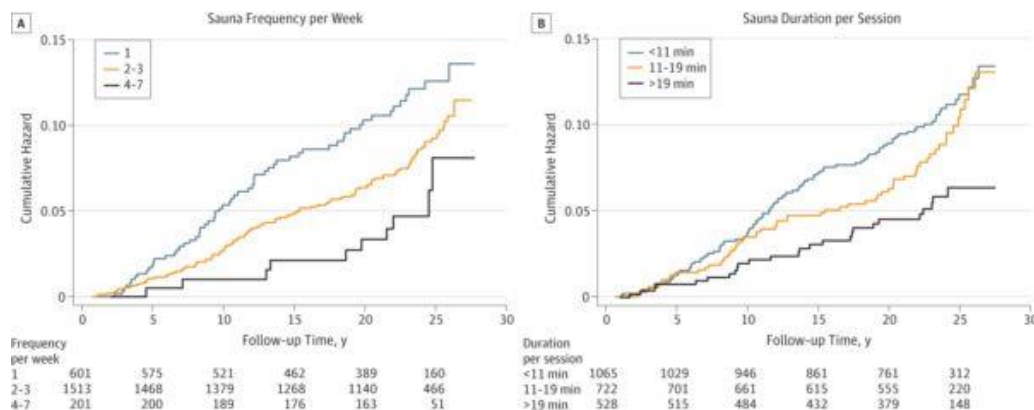 A
Sauna Frequency per Week
0.15
0.10
0.05
0
Cumulative Hazard
1
2-3
4-7
0 5 10 15 20 25 30
Follow-up Time, y
Frequency
per week
1 601 575 521 462 389 160
2-3 1513 1468 1379 1268 1140 466
4-7 201 200 189 176 163 51
B
Sauna Duration per Session
0.15
0.10
0.05
0
Cumulative Hazard
<11 min
11-19 min
>19 min
0 5 10 15 20 25 30
Follow-up Time, y
Duration
per session
<11 min 1065 1029 946 861 761 312
11-19 min 722 701 661 615 555 220
>19 min 528 515 484 432 379 148